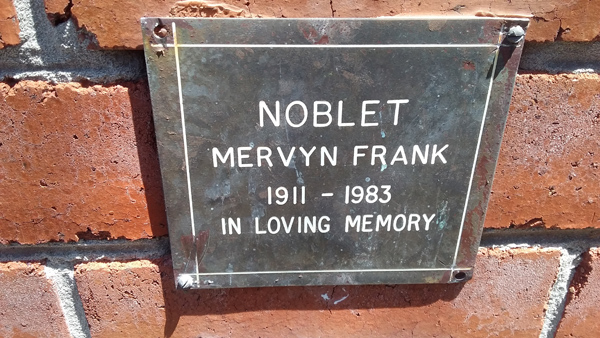 NOBLET
MERVYN FRANK
1911 - 1983
IN LOVING MEMORY